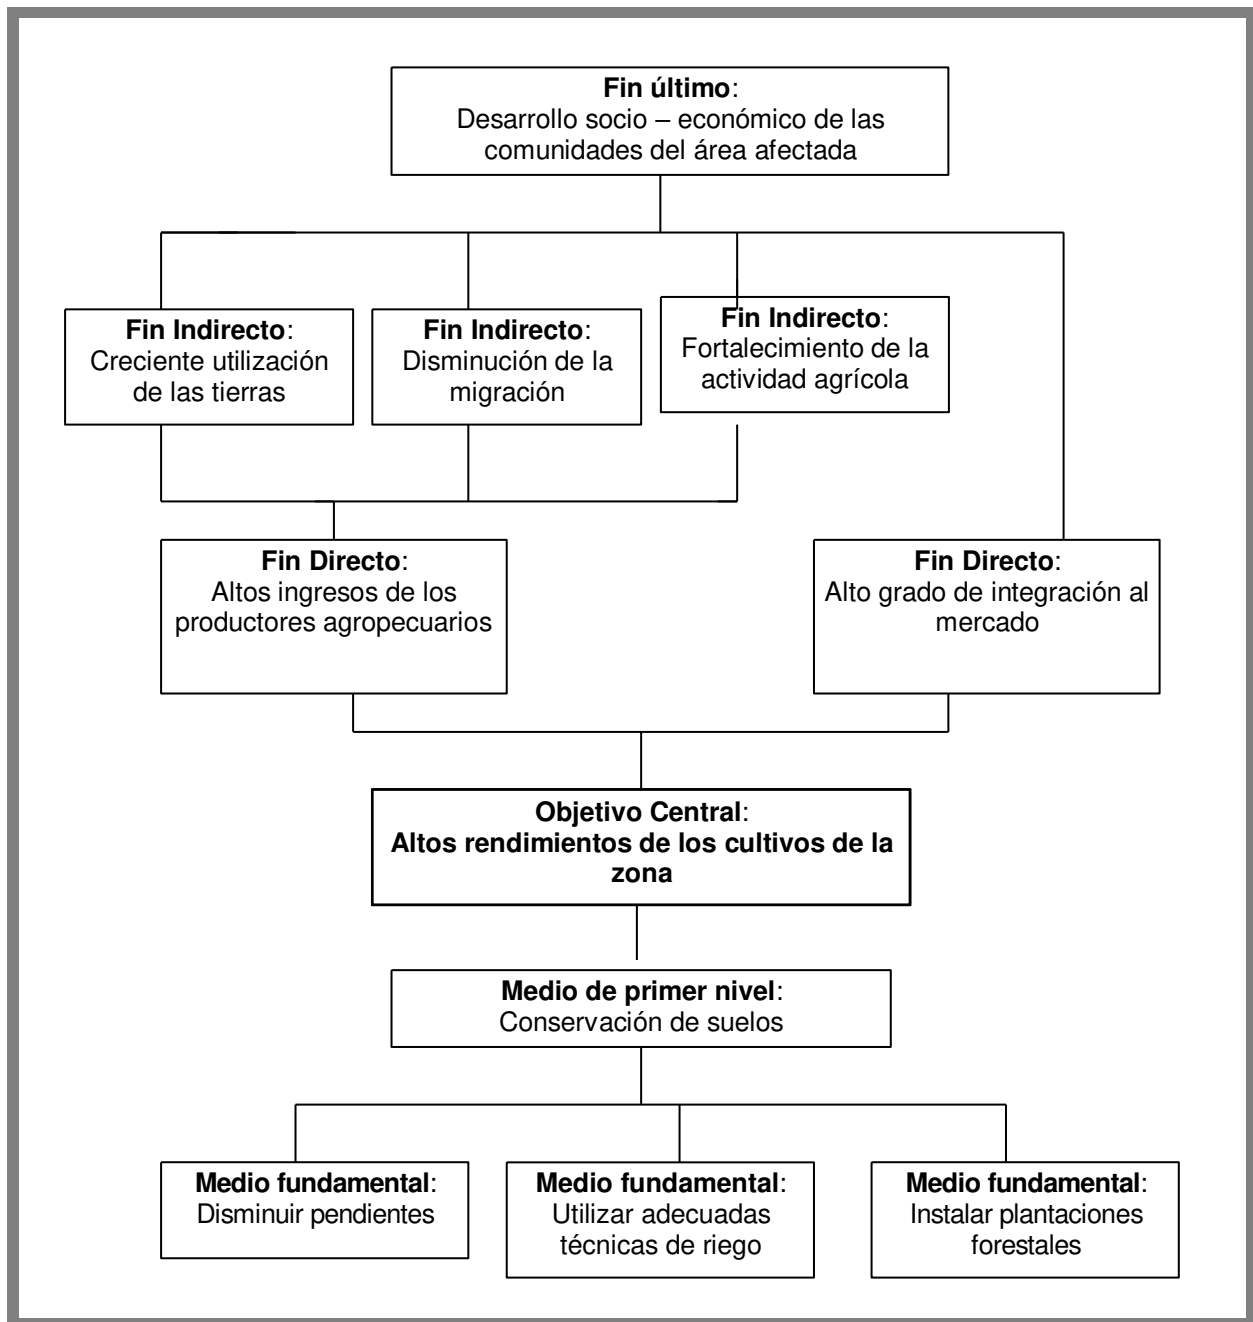 Fin último:
Desarrollo socio – económico de las
comunidades del área afectada
Fin Indirecto:
Creciente utilización
de las tierras
Fin Indirecto:
Disminución de la
migración
Fin Indirecto:
Fortalecimiento de la
actividad agrícola
Fin Directo:
Altos ingresos de los
productores agropecuarios
Fin Directo:
Alto grado de integración al
mercado
Objetivo Central:
Altos rendimientos de los cultivos de la
zona
Medio de primer nivel:
Conservación de suelos
Medio fundamental:
Disminuir pendientes
Medio fundamental:
Utilizar adecuadas
técnicas de riego
Medio fundamental:
Instalar plantaciones
forestales